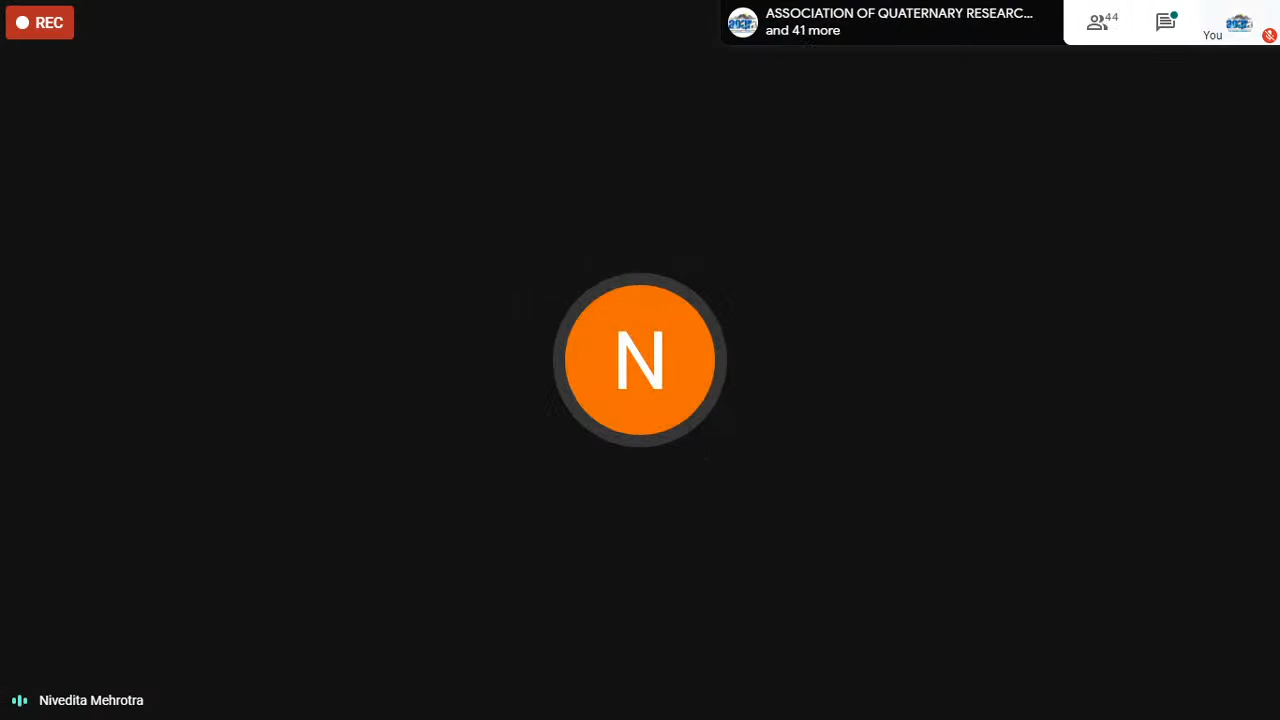 REC
ASSOCIATION OF QUATERNARY RESEARC...
and 41 more
44
You
N
Nivedita Mehrotra